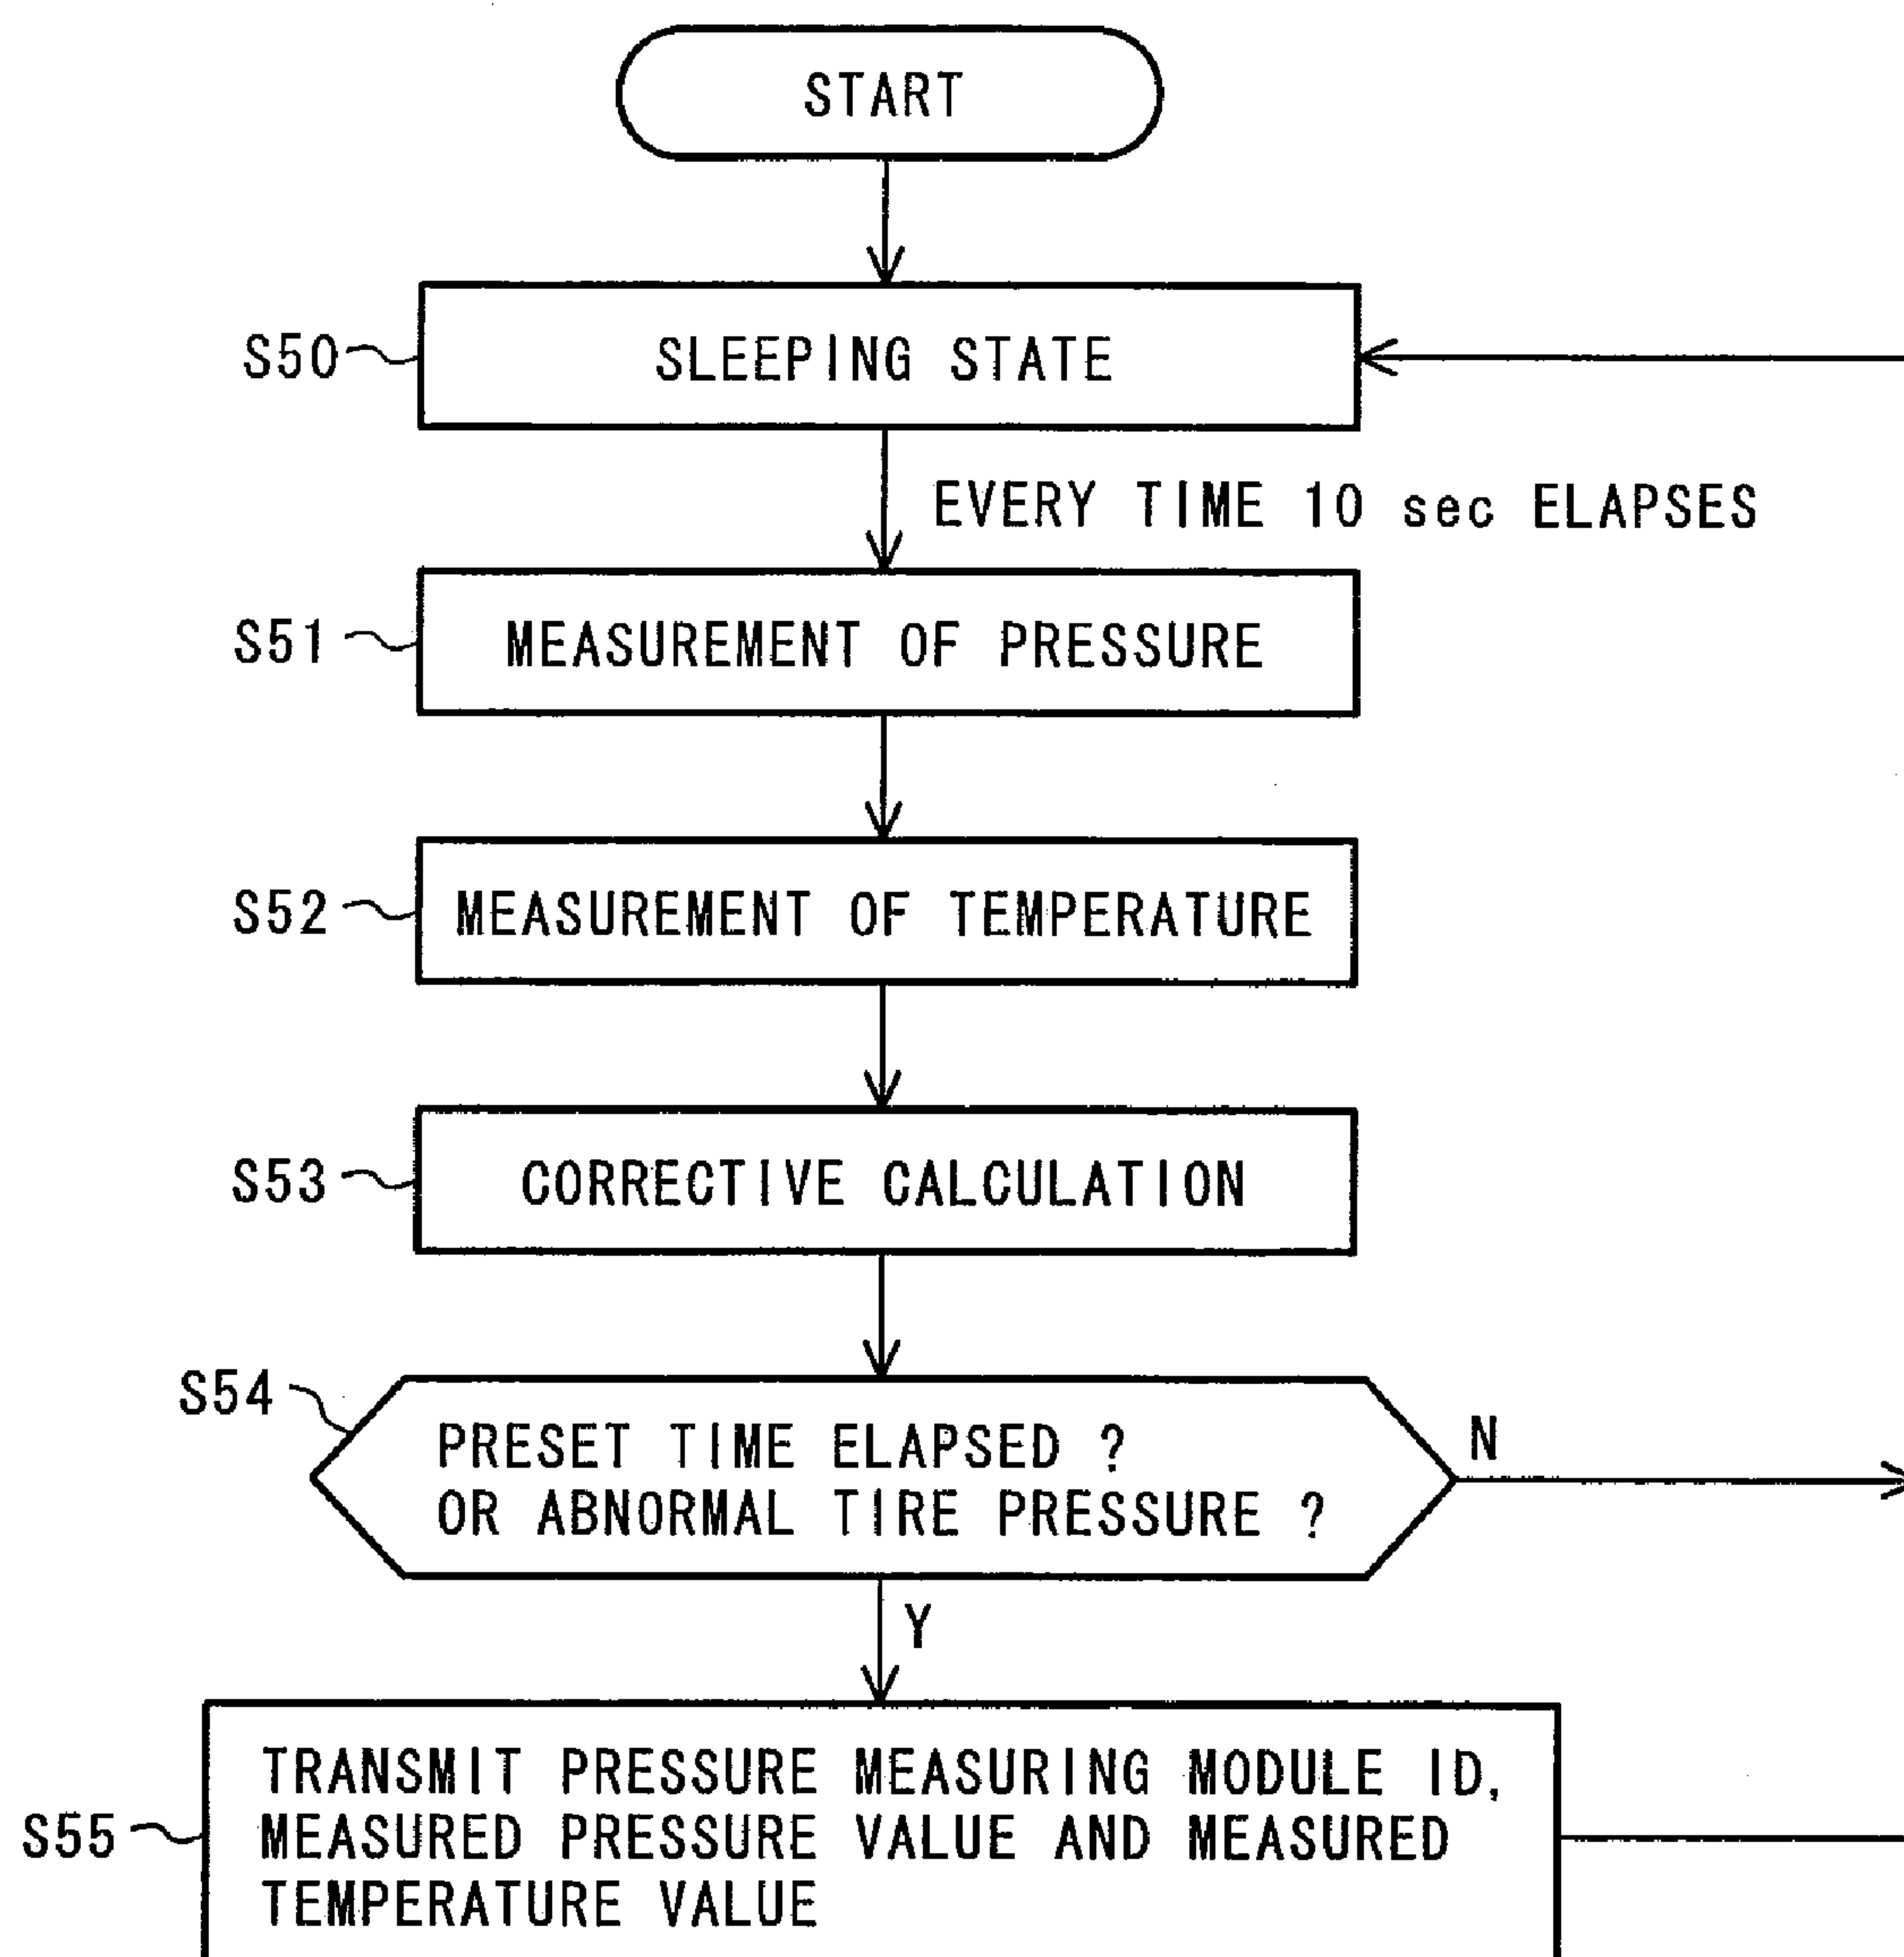 START
S50
SLEEPING STATE
EVERY TIME 10 sec ELAPSES
S51
MEASUREMENT OF PRESSURE
S52
MEASUREMENT OF TEMPERATURE
S53
CORRECTIVE CALCULATION
S54
PRESET TIME ELAPSED ?
OR ABNORMAL TIRE PRESSURE ?
N
Y
S55
TRANSMIT PRESSURE MEASURING MODULE ID,
MEASURED PRESSURE VALUE AND MEASURED
TEMPERATURE VALUE